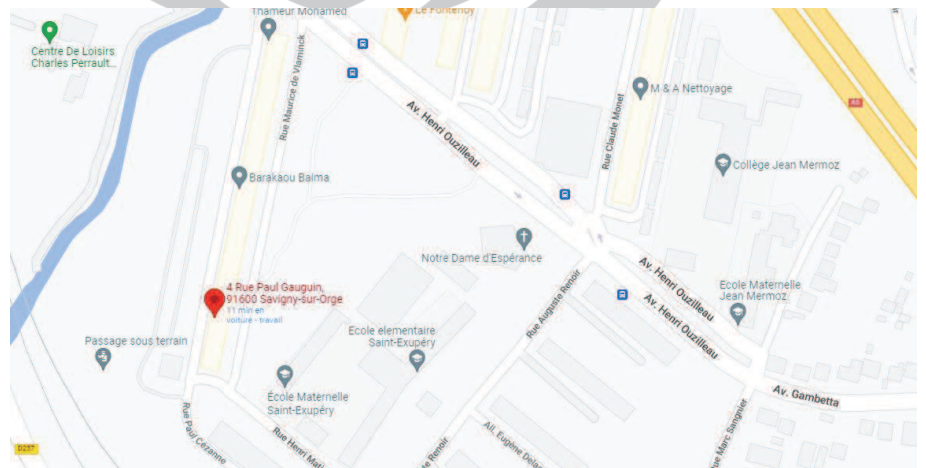 Thameur Mohamed
Le Fontenoy
Centre De Loisirs
Charles Perrault...
Rue Maurice de Vlaminck
Av. Henri Ouzilleau
Rue Claude Monet
M & A Nettoyage
A6
Collège Jean Mermoz
Barakaou Baima
Notre Dame d'Espérance
Av. Henri Ouzilleau
Av. Henri Ouzilleau
Ecole Maternelle
Jean Mermoz
4 Rue Paul Gauguin,
91600 Savigny-sur-Orge
11 min en
voiture - travail
Rue Auguste Renoir
Ecole elementaire
Saint-Exupéry
Passage sous terrain
École Maternelle
Saint-Exupéry
Av. Gambetta
Rue Paul Cézanne
Rue Henri Mati
Renoir
All. Eugène Dela
Rue Marc Sangnier
D257